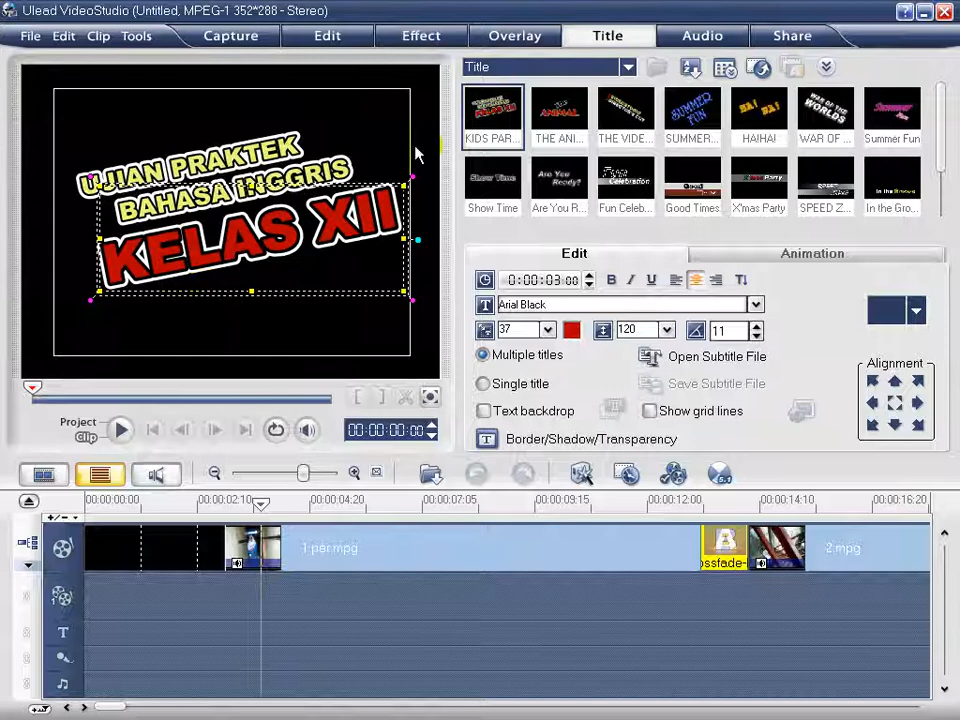 Ulead VideoStudio (Untitled, MPEG-1 352*288 - Stereo)
File Edit Clip Tools Capture Edit Effect Overlay Title Audio Share
Title
UJIAN PRAKTEK
BAHASA INGGRIS
KELAS XII
KIDS PAR... THE ANI... THE VIDE... SUMMER... HA!HA! WAR OF ... Summer Fun
Show Time Are You R... Fun Celeb... Good Times X'mas Party SPEED Z... In the Gro...
Edit Animation
0:00:03:00 B I U
T Arial Black
37 120 11
Multiple titles Open Subtitle File
Single title Save Subtitle File
Text backdrop Show grid lines
T Border/Shadow/Transparency
Alignment
Project
Clip
00:00:00:00
00:00:00:00 00:00:02:10 00:00:04:20 00:00:07:05 00:00:09:15 00:00:12:00 00:00:14:10 00:00:16:20
1 per.mpg
ossfade-
2.mpg
T